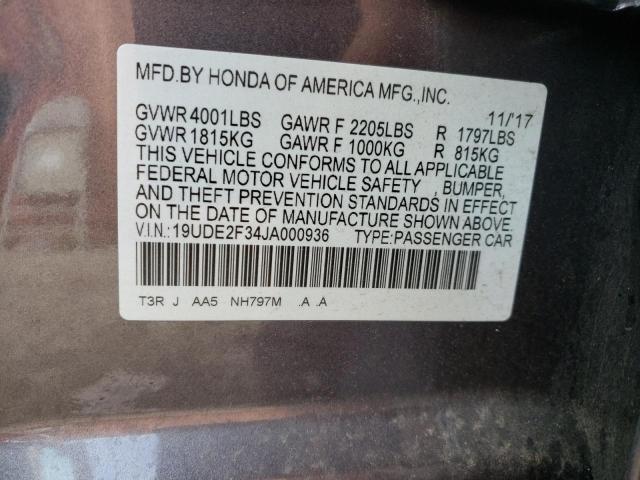 MFD.BY HONDA OF AMERICA MFG.,INC.
11/'17
GVWR 4001LBS GAWR F 2205LBS R 1797LBS
GVWR 1815KG GAWR F 1000KG R 815KG
THIS VEHICLE CONFORMS TO ALL APPLICABLE
FEDERAL MOTOR VEHICLE SAFETY , BUMPER,
AND THEFT PREVENTION STANDARDS IN EFFECT
ON THE DATE OF MANUFACTURE SHOWN ABOVE.
V.I.N.:19UDE2F34JA000936 TYPE:PASSENGER CAR
T3R J AA5 NH797M .A .A